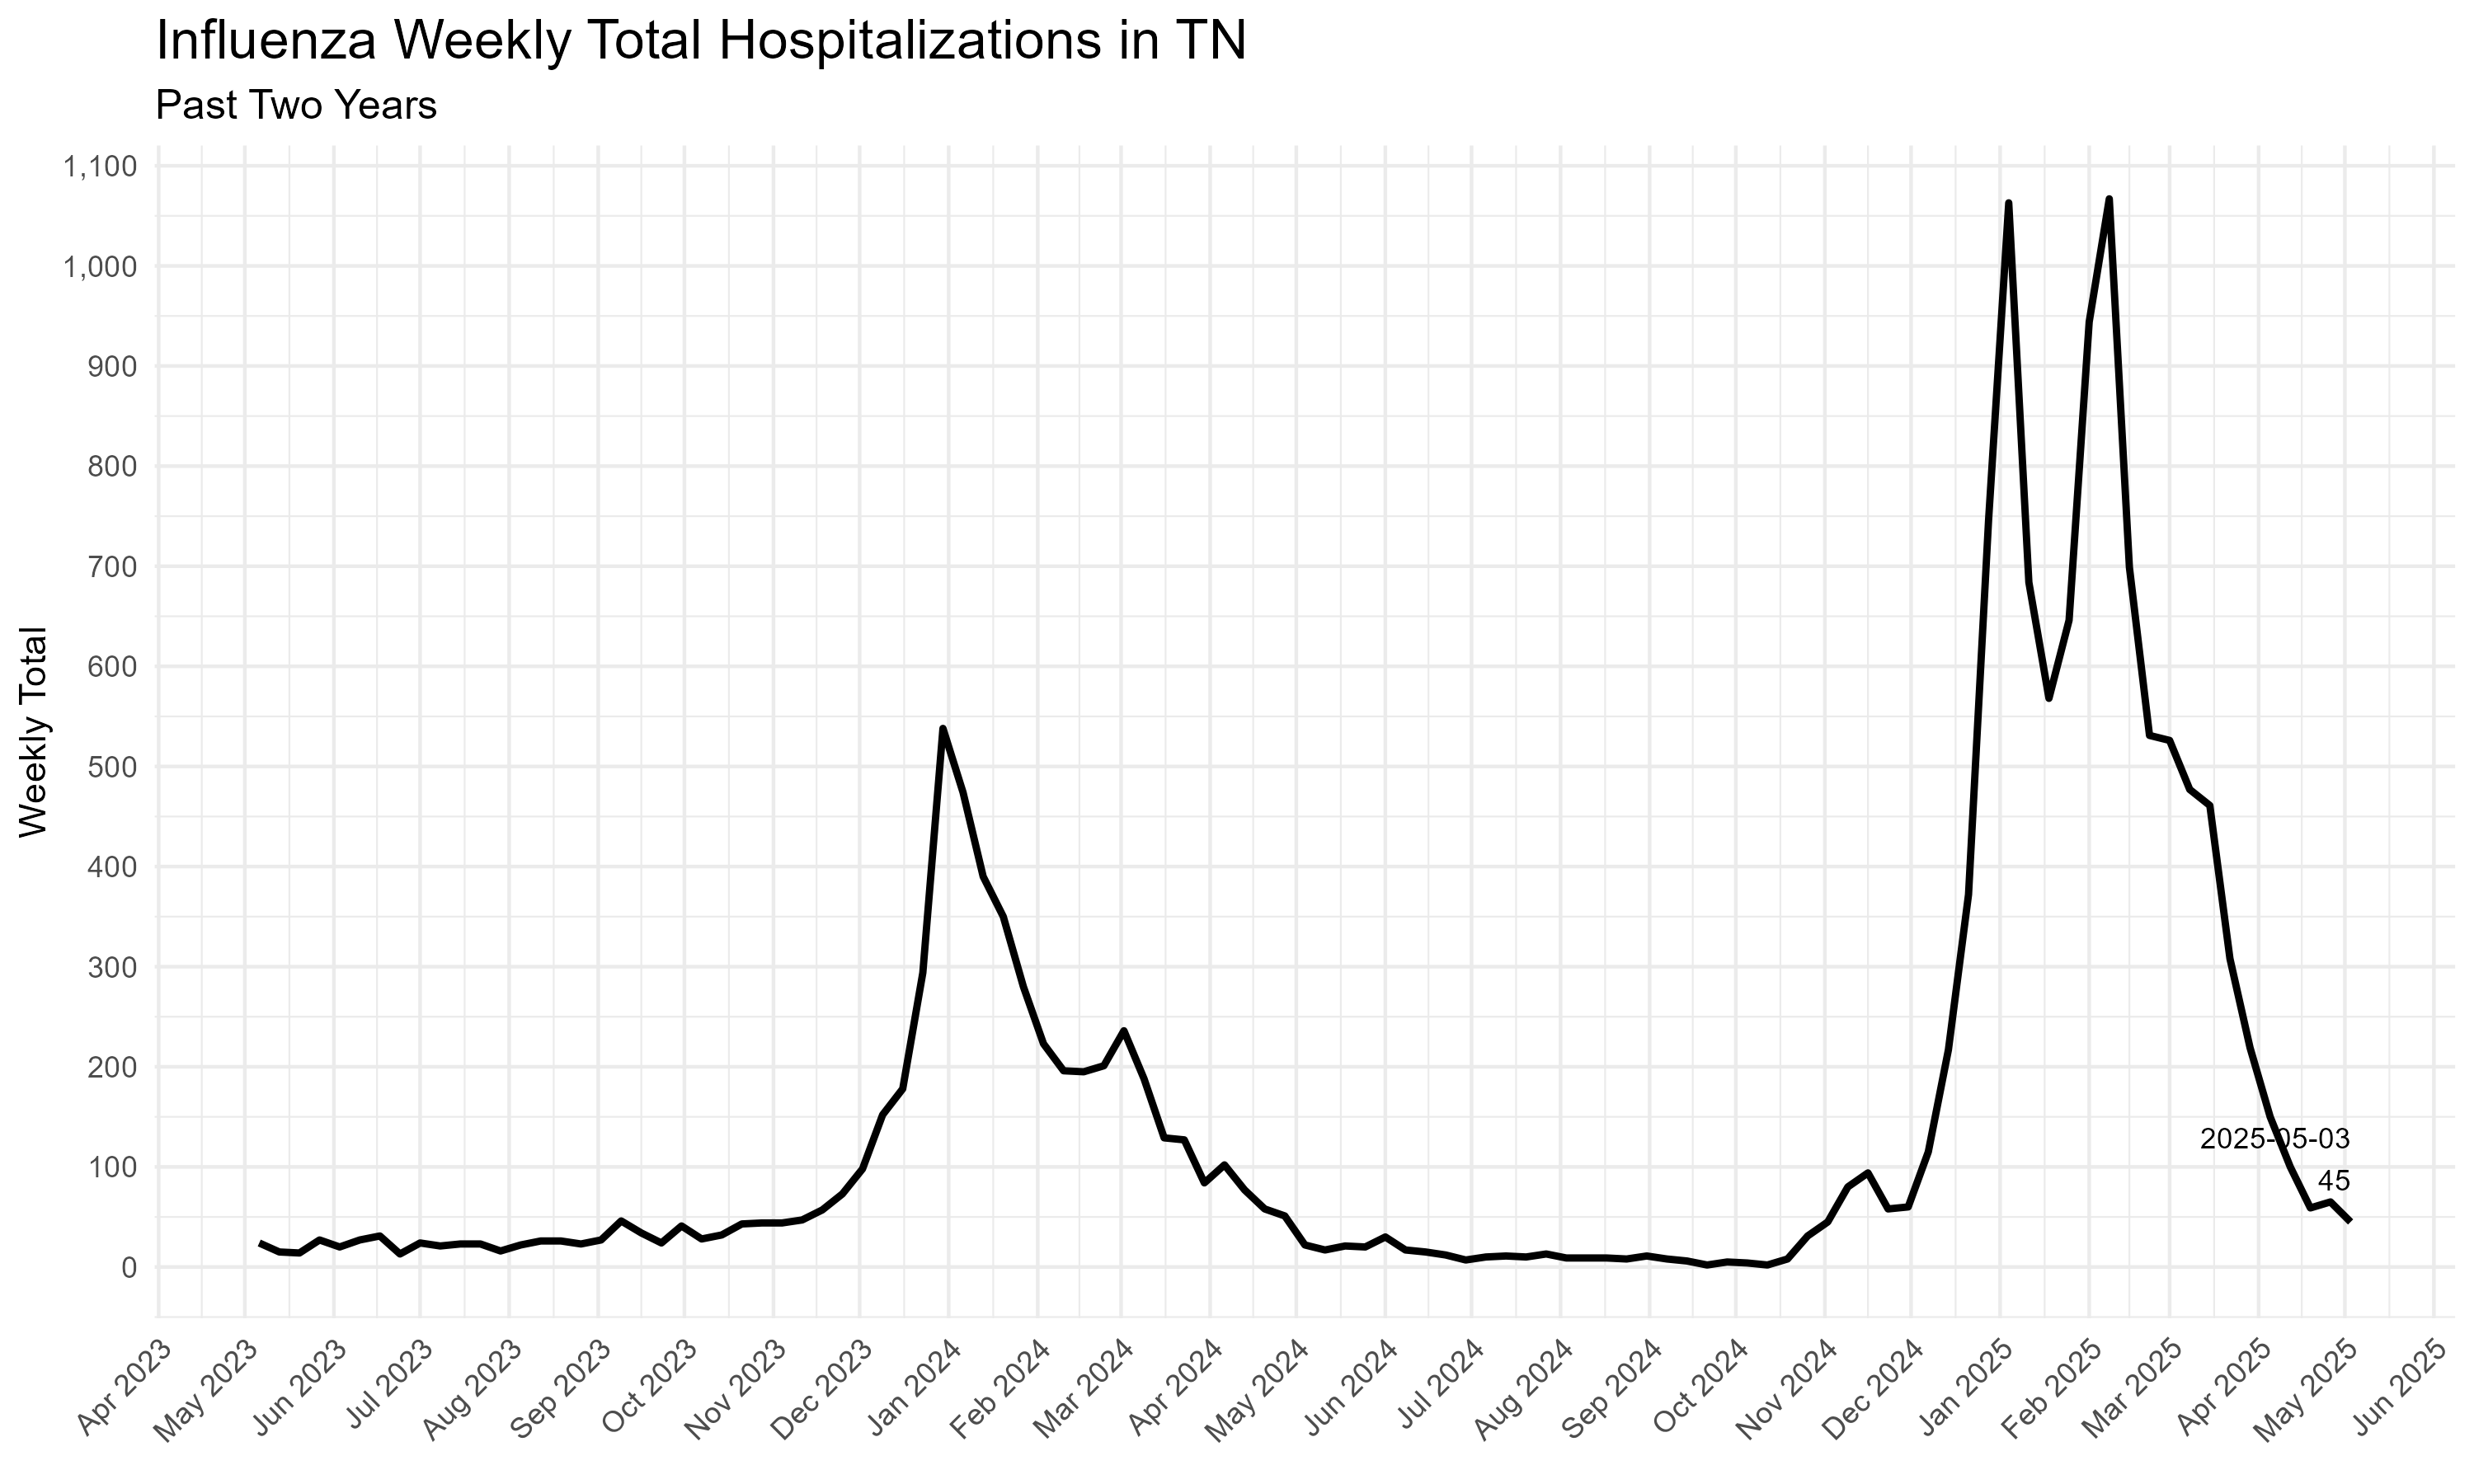 Influenza Weekly Total Hospitalizations in TN
Past Two Years
Weekly Total
1,100
1,000
900
800
700
600
500
400
300
200
100
0
2025-05-03
45
Apr 2023
May 2023
Jun 2023
Jul 2023
Aug 2023
Sep 2023
Oct 2023
Nov 2023
Dec 2023
Jan 2024
Feb 2024
Mar 2024
Apr 2024
May 2024
Jun 2024
Jul 2024
Aug 2024
Sep 2024
Oct 2024
Nov 2024
Dec 2024
Jan 2025
Feb 2025
Mar 2025
Apr 2025
May 2025
Jun 2025